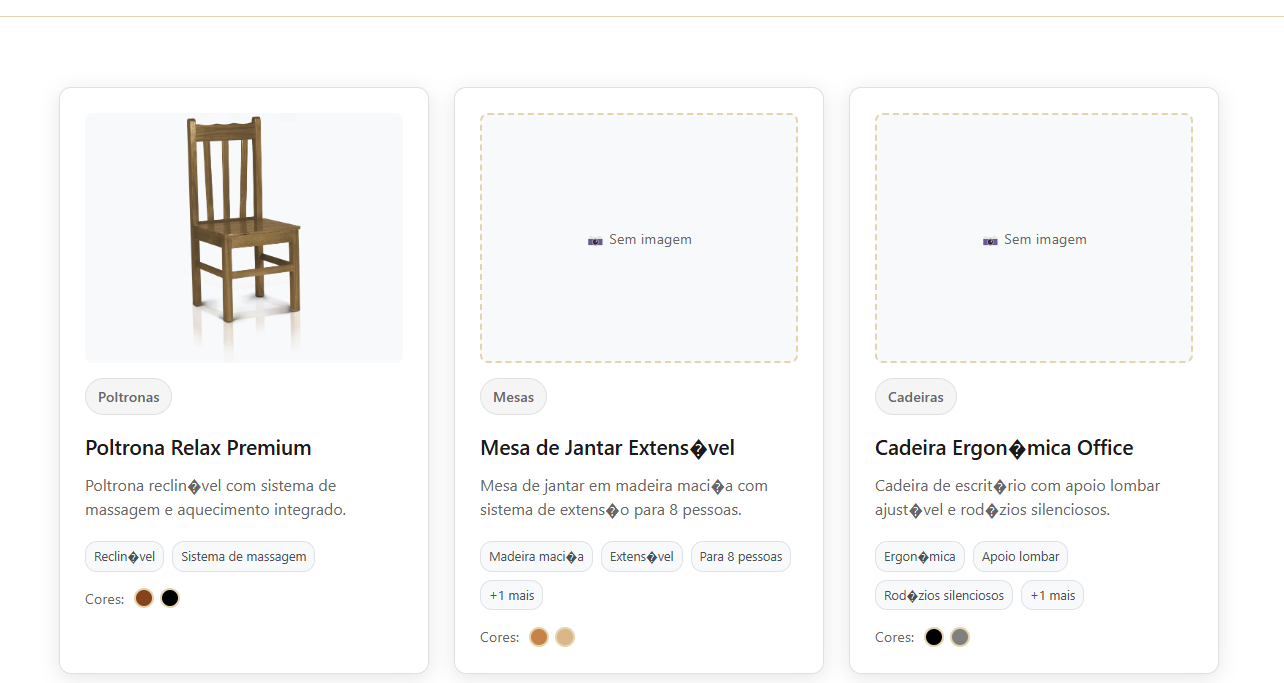 Poltronas
Poltrona Relax Premium
Poltrona reclin�vel com sistema de
massagem e aquecimento integrado.
Reclin�vel Sistema de massagem
Cores:
📷 Sem imagem
Mesas
Mesa de Jantar Extens�vel
Mesa de jantar em madeira maci�a com
sistema de extens�o para 8 pessoas.
Madeira maci�a Extens�vel Para 8 pessoas
+1 mais
Cores:
📷 Sem imagem
Cadeiras
Cadeira Ergon�mica Office
Cadeira de escrit�rio com apoio lombar
ajust�vel e rod�zios silenciosos.
Ergon�mica Apoio lombar
Rod�zios silenciosos +1 mais
Cores: